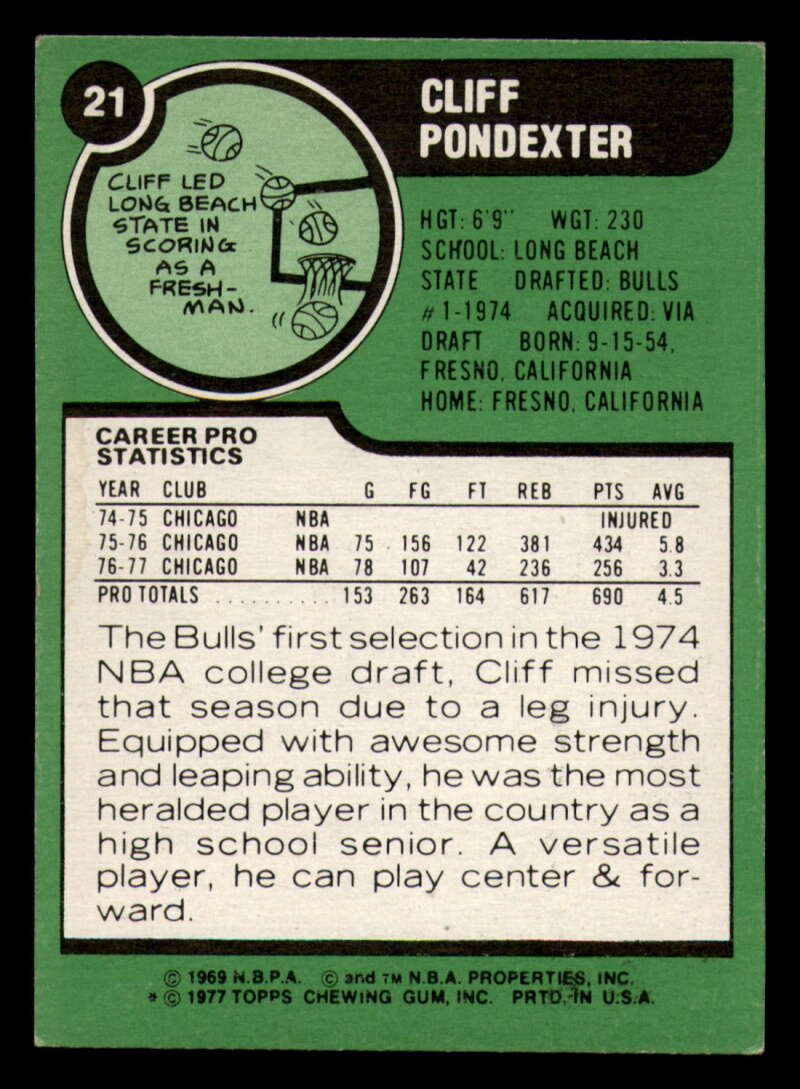 21
CLIFF
PONDEXTER
CLIFF LED
LONG BEACH
STATE IN
SCORING
AS A
FRESH-
MAN.
HGT: 6'9" WGT: 230
SCHOOL: LONG BEACH
STATE DRAFTED: BULLS
#1-1974 ACQUIRED: VIA
DRAFT BORN: 9-15-54,
FRESNO, CALIFORNIA
HOME: FRESNO, CALIFORNIA
CAREER PRO
STATISTICS
YEAR CLUB G FG FT REB PTS AVG
74-75 CHICAGO NBA INJURED
75-76 CHICAGO NBA 75 156 122 381 434 5.8
76-77 CHICAGO NBA 78 107 42 236 256 3.3
PRO TOTALS .......... 153 263 164 617 690 4.5
The Bulls' first selection in the 1974
NBA college draft, Cliff missed
that season due to a leg injury.
Equipped with awesome strength
and leaping ability, he was the most
heralded player in the country as a
high school senior. A versatile
player, he can play center & for-
ward.
© 1969 N.B.P.A. © and TM N.B.A. PROPERTIES, INC.
* © 1977 TOPPS CHEWING GUM, INC. PRTD. IN U.S.A.